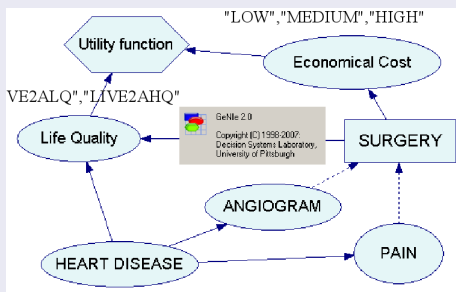 "LOW","MEDIUM","HIGH"
Utility function
Economical Cost
VE2ALQ","LIVE2AHQ"
GeNIe 2.0
Copyright (C) 1998-2007:
Decision Systems Laboratory,
University of Pittsburgh
Life Quality
SURGERY
ANGIOGRAM
PAIN
HEART DISEASE